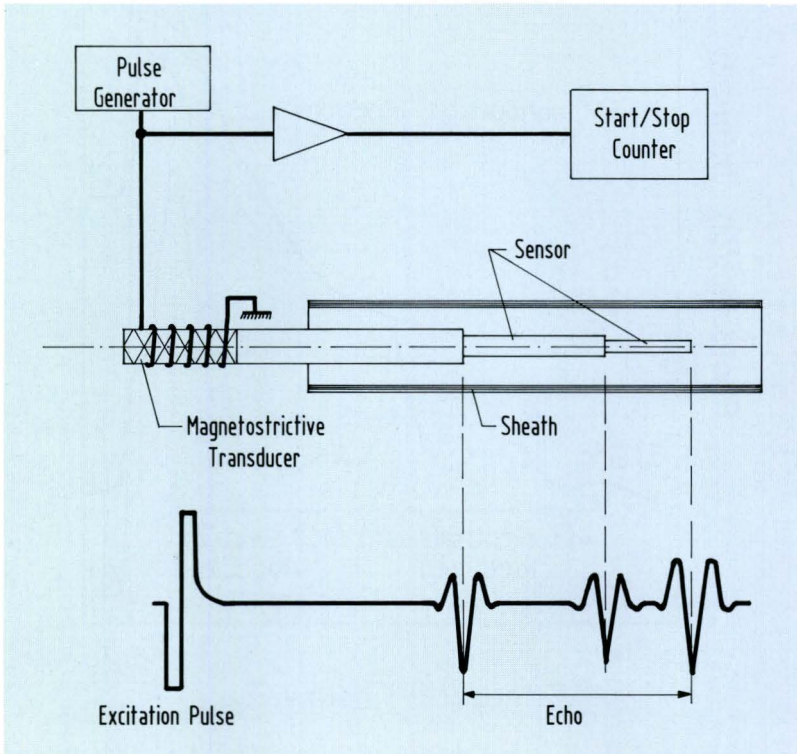 Pulse
Generator
Start/Stop
Counter
Sensor
Magnetostrictive
Transducer
Sheath
Excitation Pulse
Echo